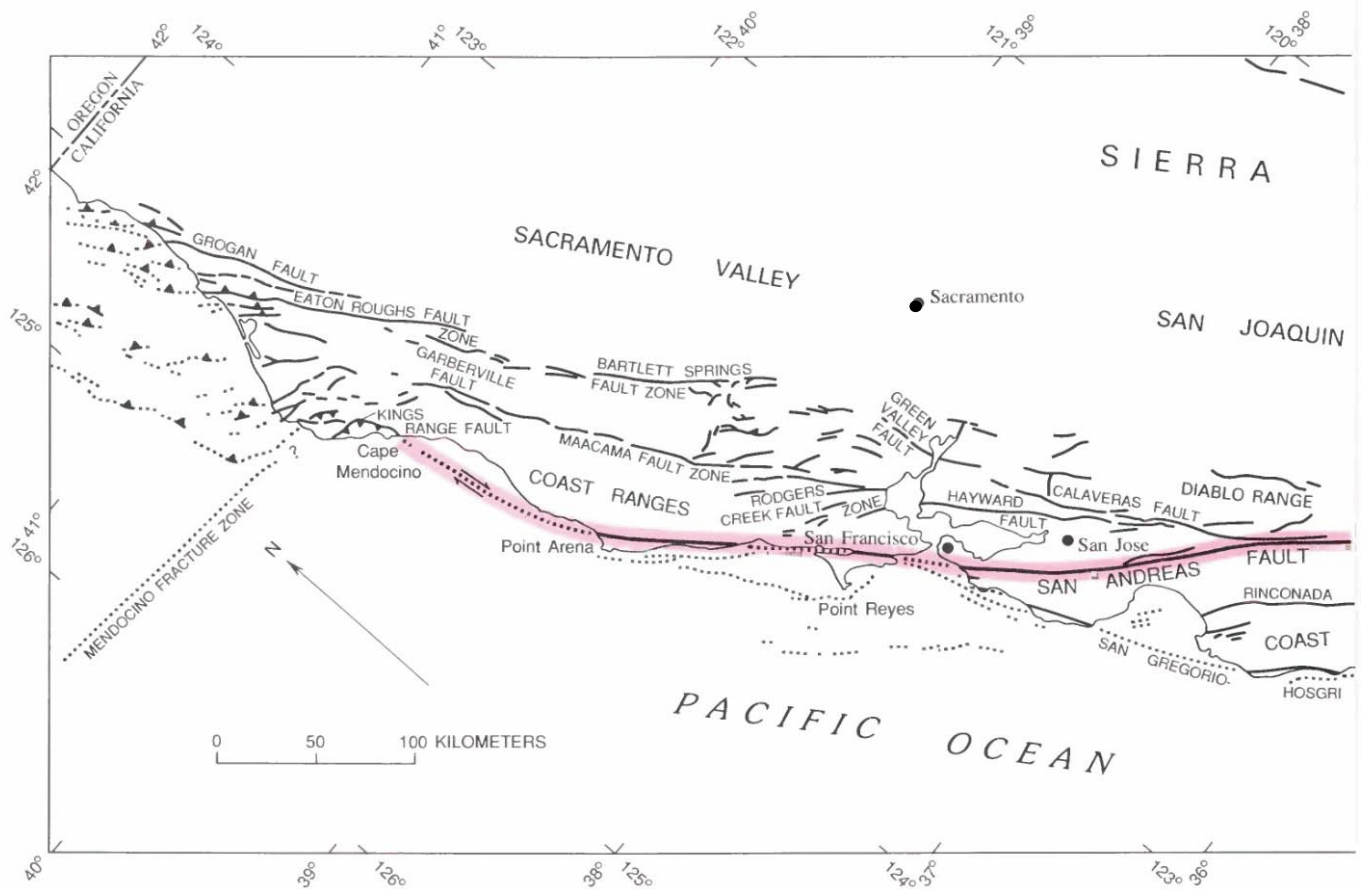 42° 124°
41° 123°
122° 40°
121° 39°
120° 38°
OREGON
CALIFORNIA
42°
SIERRA
GROGAN FAULT
SACRAMENTO VALLEY
Sacramento
EATON ROUGHS FAULT
ZONE
SAN JOAQUIN
125°
GARBERVILLE
FAULT
BARTLETT SPRINGS
FAULT ZONE
GREEN
VALLEY
FAULT
KINGS
RANGE FAULT
Cape
Mendocino
MAACAMA FAULT ZONE
?
COAST RANGES
RODGERS
CREEK FAULT ZONE
HAYWARD
FAULT
CALAVERAS FAULT
DIABLO RANGE
41°
126°
MENDOCINO FRACTURE ZONE
N
Point Arena
San Francisco
San Jose
SAN ANDREAS FAULT
Point Reyes
RINCONADA
COAST
SAN GREGORIO-
HOSGRI
PACIFIC OCEAN
0 50 100 KILOMETERS
40°
39° 126°
38° 125°
124° 37°
123° 36°